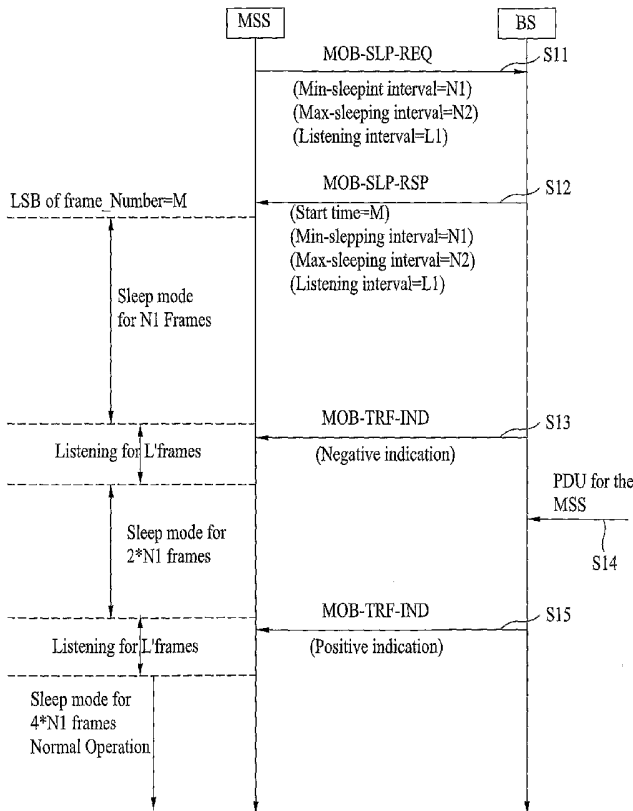 MSS
BS
MOB-SLP-REQ
S11
(Min-sleepint interval=N1)
(Max-sleeping interval=N2)
(Listening interval=L1)
MOB-SLP-RSP
S12
LSB of frame_Number=M
(Start time=M)
(Min-slepping interval=N1)
(Max-sleeping interval=N2)
(Listening interval=L1)
Sleep mode
for N1 Frames
MOB-TRF-IND
S13
Listening for L'frames
(Negative indication)
PDU for the
MSS
S14
Sleep mode for
2*N1 frames
MOB-TRF-IND
S15
Listening for L'frames
(Positive indication)
Sleep mode for
4*N1 frames
Normal Operation